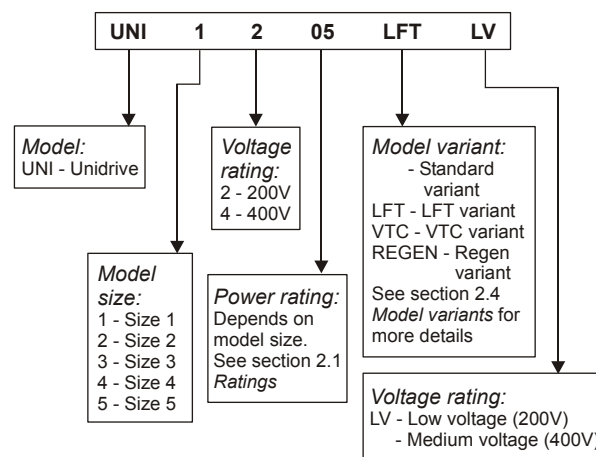 UNI 1 2 05 LFT LV
Model:
UNI - Unidrive
Voltage
rating:
2 - 200V
4 - 400V
Model variant:
- Standard
variant
LFT - LFT variant
VTC - VTC variant
REGEN - Regen
variant
See section 2.4
Model variants for
more details
Model
size:
1 - Size 1
2 - Size 2
3 - Size 3
4 - Size 4
5 - Size 5
Power rating:
Depends on
model size.
See section 2.1
Ratings
Voltage rating:
LV - Low voltage (200V)
- Medium voltage (400V)